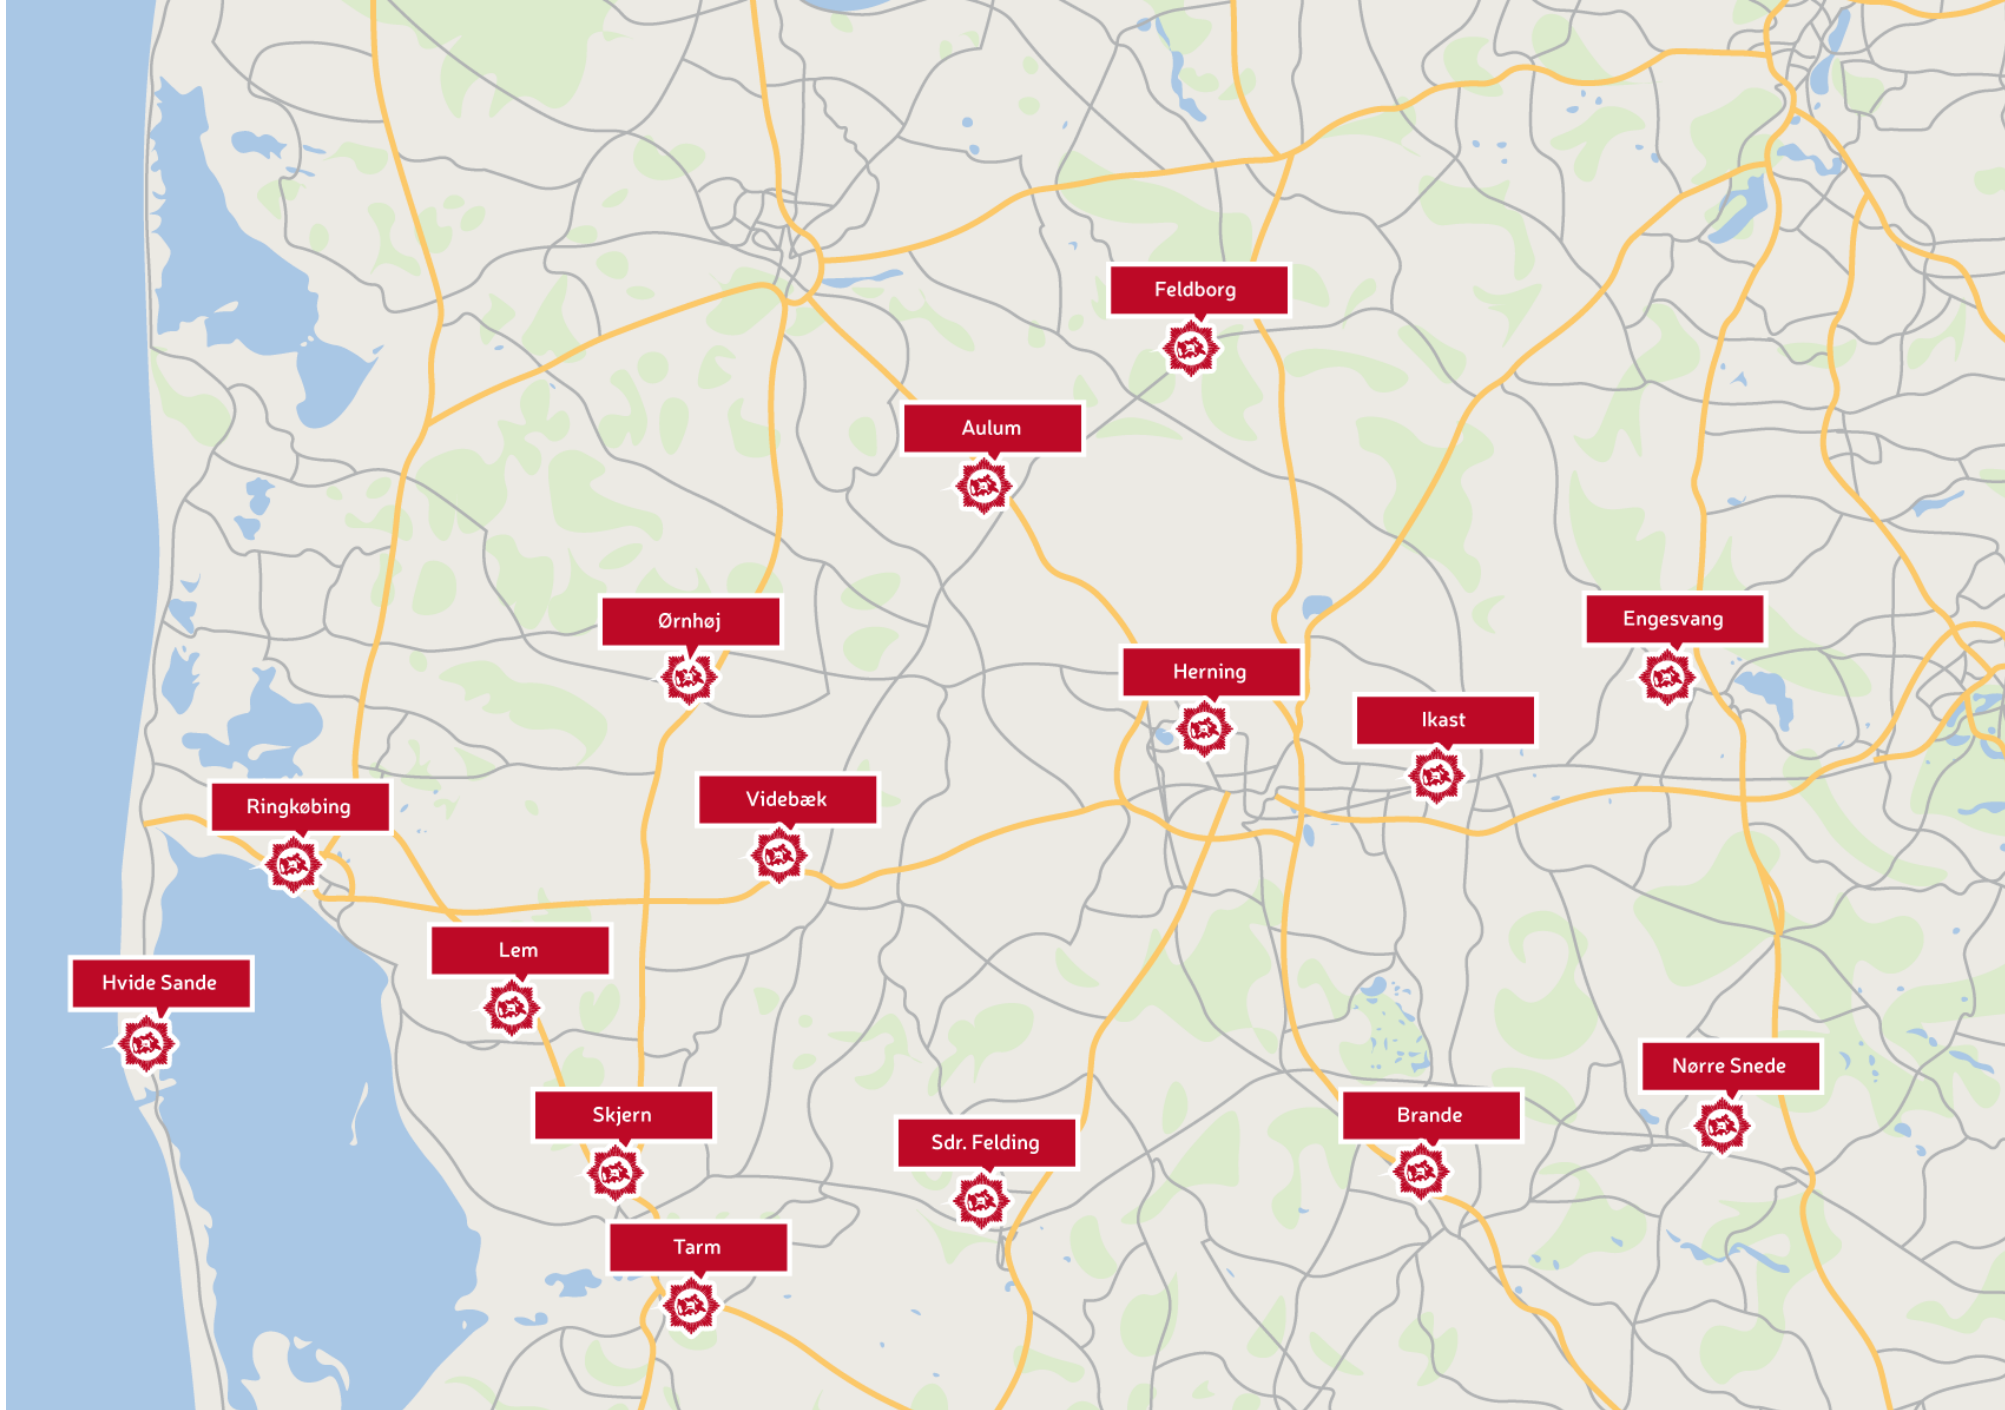 Feldborg
Aulum
Ørnhøj
Engesvang
Herning
Ikast
Videbæk
Ringkøbing
Lem
Hvide Sande
Nørre Snede
Skjern
Brande
Sdr. Felding
Tarm